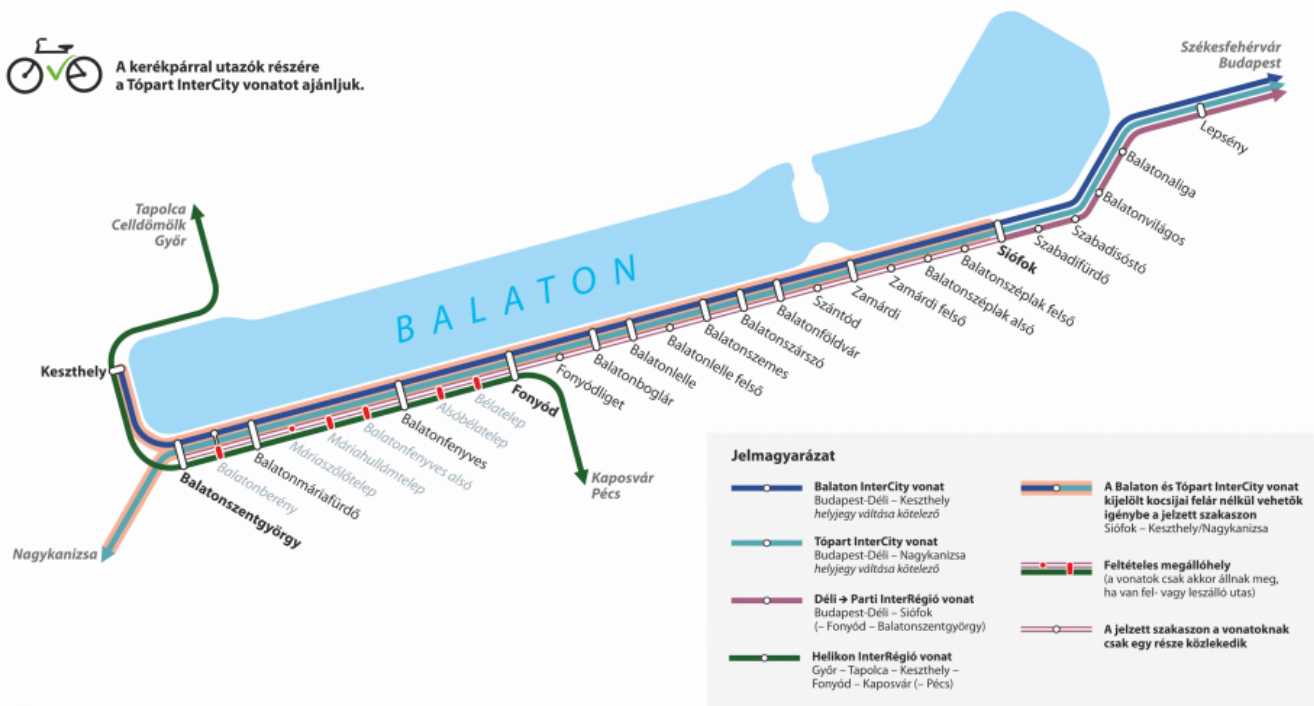 A kerékpárral utazók részére
a Tópart InterCity vonatot ajánljuk.
Székesfehérvár
Budapest
Lepsény
Balatonaliga
Balatonvilágos
Szabadisóstó
Szabadifürdő
Siófok
Balatonszéplak felső
Balatonszéplak alsó
Zamárdi felső
Zamárdi
Szántód
Balatonföldvár
Balatonszárszó
Balatonszemes
Balatonlelle felső
Balatonlelle
Balatonboglár
Fonyódliget
Fonyód
Bélatelep
Alsóbélatelep
Balatonfenyves
Balatonfenyves alsó
Máriahullámtelep
Máriaszőlőtelep
Balatonmáriafürdő
Balatonberény
Balatonszentgyörgy
BALATON
Tapolca
Celldömölk
Győr
Keszthely
Nagykanizsa
Kaposvár
Pécs
Jelmagyarázat
Balaton InterCity vonat
Budapest-Déli – Keszthely
helyjegy váltása kötelező
Tópart InterCity vonat
Budapest-Déli – Nagykanizsa
helyjegy váltása kötelező
Déli → Parti InterRégió vonat
Budapest-Déli – Siófok
(– Fonyód – Balatonszentgyörgy)
Helikon InterRégió vonat
Győr – Tapolca – Keszthely –
Fonyód – Kaposvár (– Pécs)
A Balaton és Tópart InterCity vonat
kijelölt kocsijai felár nélkül vehetők
igénybe a jelzett szakaszon
Siófok – Keszthely/Nagykanizsa
Feltételes megállóhely
(a vonatok csak akkor állnak meg,
ha van fel- vagy leszálló utas)
A jelzett szakaszon a vonatoknak
csak egy része közlekedik